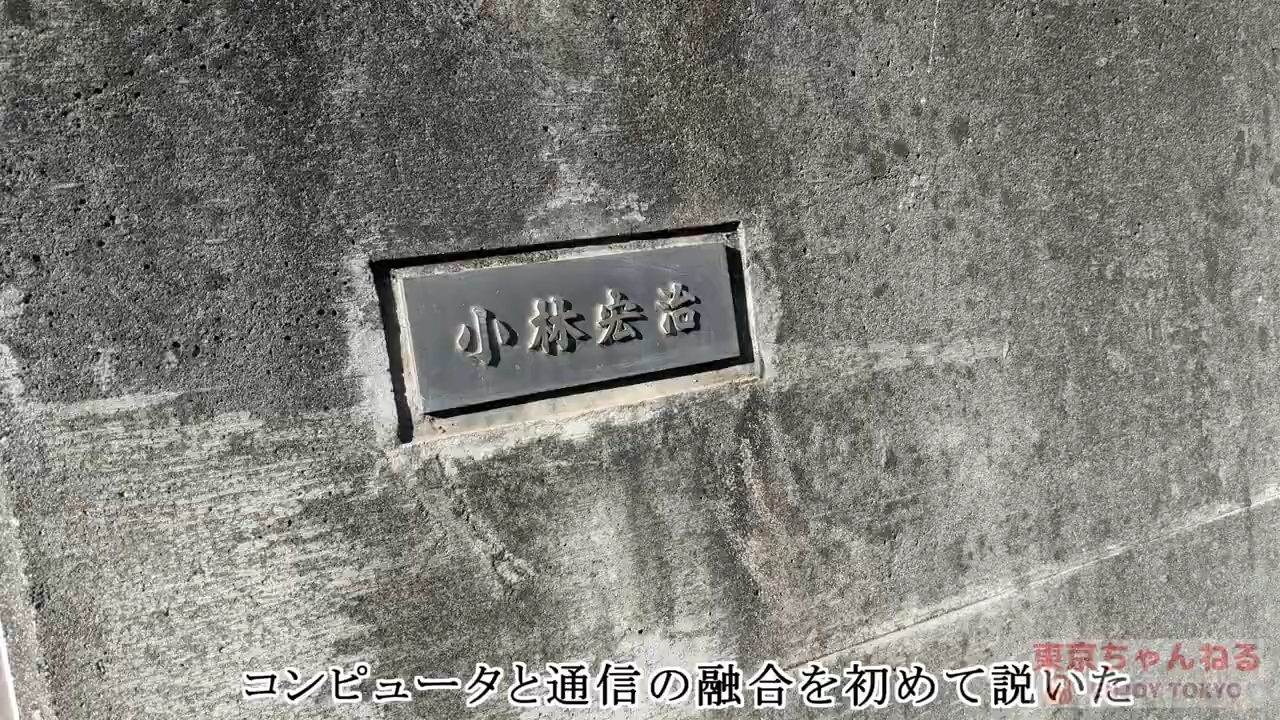 小林宏治
コンピュータと通信の融合を初めて説いた
東京ちゃんねる